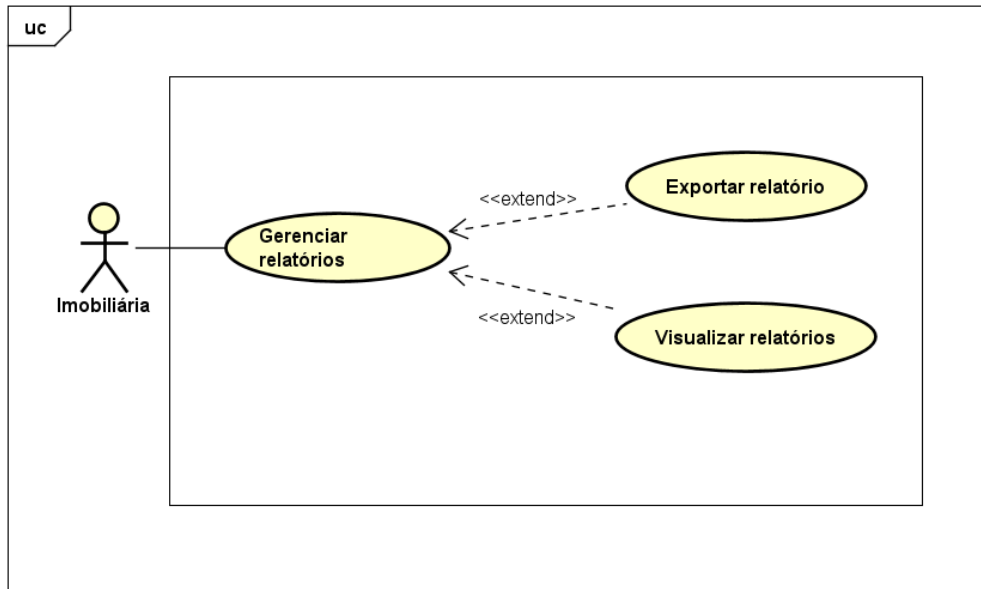 uc
<<extend>>
Exportar relatório
Gerenciar
relatórios
Imobiliária
<<extend>>
Visualizar relatórios